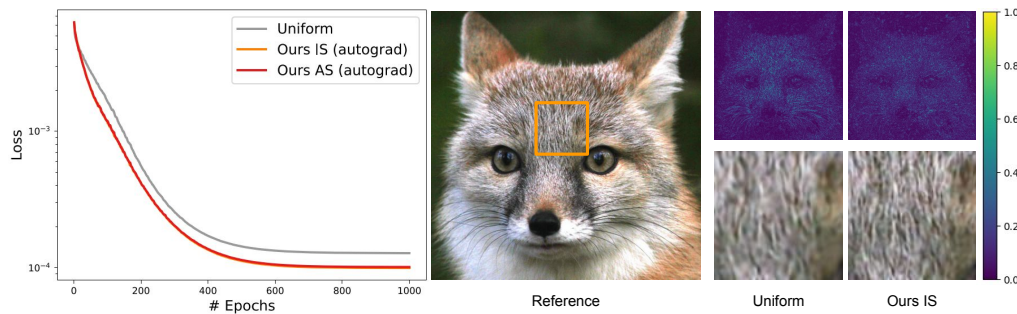 Uniform
Ours IS (autograd)
Ours AS (autograd)
Loss
10⁻³
10⁻⁴
0 200 400 600 800 1000
# Epochs
Reference
Uniform
Ours IS
1.0
0.8
0.6
0.4
0.2
0.0